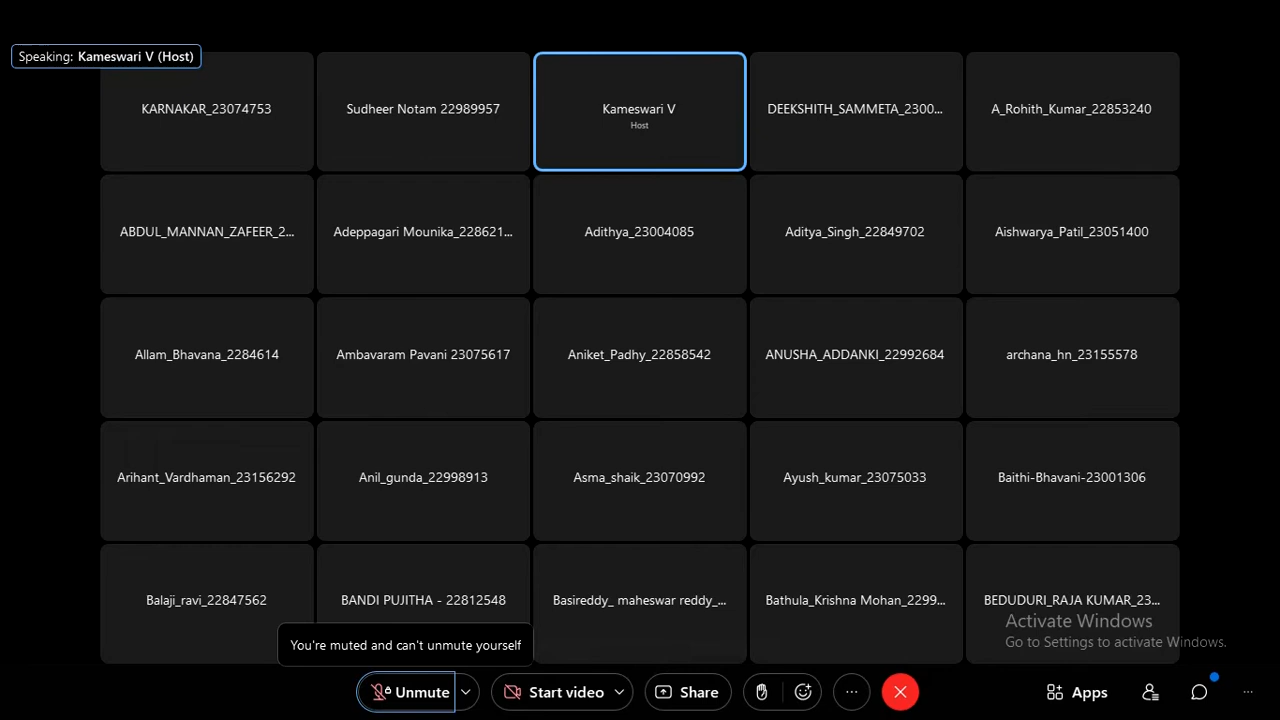 Speaking: Kameswari V (Host)
KARNAKAR_23074753
Sudheer Notam 22989957
Kameswari V
Host
DEEKSHITH_SAMMETA_2300...
A_Rohith_Kumar_22853240
ABDUL_MANNAN_ZAFEER_2...
Adeppagari Mounika_228621...
Adithya_23004085
Aditya_Singh_22849702
Aishwarya_Patil_23051400
Allam_Bhavana_2284614
Ambavaram Pavani 23075617
Aniket_Padhy_22858542
ANUSHA_ADDANKI_22992684
archana_hn_23155578
Arihant_Vardhaman_23156292
Anil_gunda_22998913
Asma_shaik_23070992
Ayush_kumar_23075033
Baithi-Bhavani-23001306
Balaji_ravi_22847562
BANDI PUJITHA - 22812548
Basireddy_ maheswar reddy_...
Bathula_Krishna Mohan_2299...
BEDUDURI_RAJA KUMAR_23...
Activate Windows
Go to Settings to activate Windows.
You're muted and can't unmute yourself
Unmute
Start video
Share
Apps